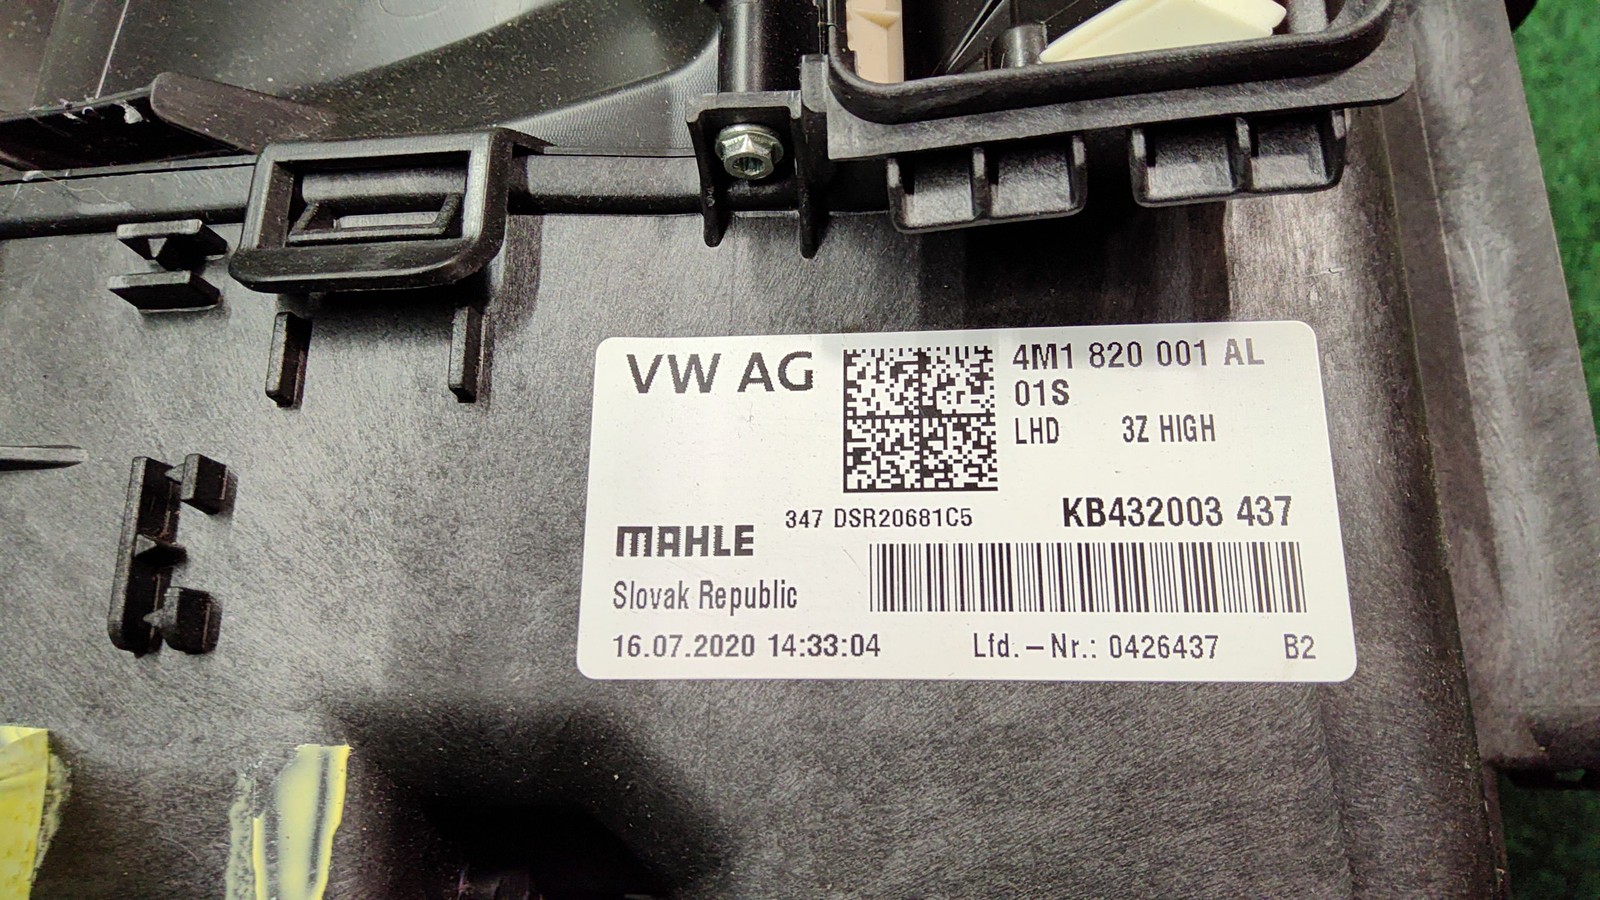 VW AG
4M1 820 001 AL
01S
LHD 3Z HIGH
347 DSR20681C5
KB432003 437
MAHLE
Slovak Republic
16.07.2020 14:33:04 Lfd.-Nr.: 0426437 B2